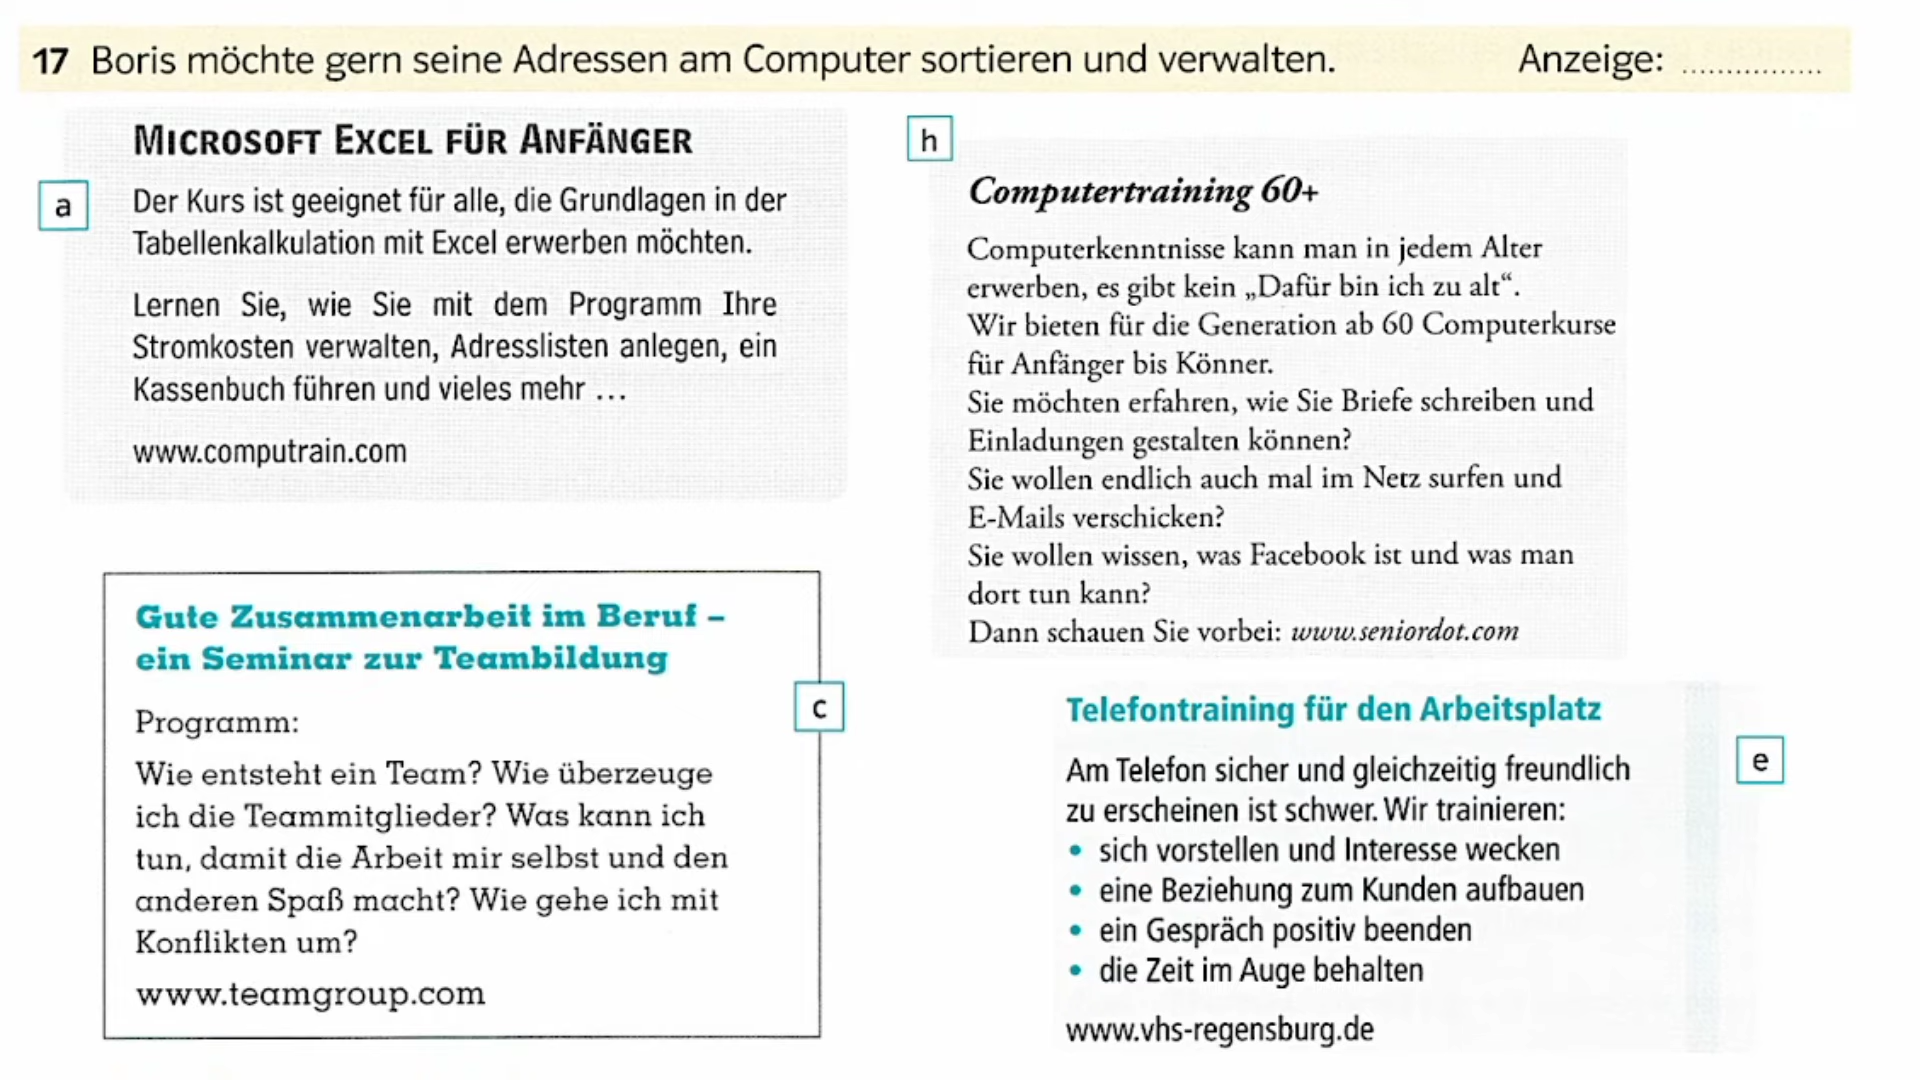 17 Boris möchte gern seine Adressen am Computer sortieren und verwalten. Anzeige: ................
a
MICROSOFT EXCEL FÜR ANFÄNGER
Der Kurs ist geeignet für alle, die Grundlagen in der
Tabellenkalkulation mit Excel erwerben möchten.
Lernen Sie, wie Sie mit dem Programm Ihre
Stromkosten verwalten, Adresslisten anlegen, ein
Kassenbuch führen und vieles mehr ...
www.computrain.com
h
Computertraining 60+
Computerkenntnisse kann man in jedem Alter
erwerben, es gibt kein „Dafür bin ich zu alt“.
Wir bieten für die Generation ab 60 Computerkurse
für Anfänger bis Könner.
Sie möchten erfahren, wie Sie Briefe schreiben und
Einladungen gestalten können?
Sie wollen endlich auch mal im Netz surfen und
E-Mails verschicken?
Sie wollen wissen, was Facebook ist und was man
dort tun kann?
Dann schauen Sie vorbei: www.seniordot.com
c
Gute Zusammenarbeit im Beruf –
ein Seminar zur Teambildung
Programm:
Wie entsteht ein Team? Wie überzeuge
ich die Teammitglieder? Was kann ich
tun, damit die Arbeit mir selbst und den
anderen Spaß macht? Wie gehe ich mit
Konflikten um?
www.teamgroup.com
e
Telefontraining für den Arbeitsplatz
Am Telefon sicher und gleichzeitig freundlich
zu erscheinen ist schwer. Wir trainieren:
• sich vorstellen und Interesse wecken
• eine Beziehung zum Kunden aufbauen
• ein Gespräch positiv beenden
• die Zeit im Auge behalten
www.vhs-regensburg.de